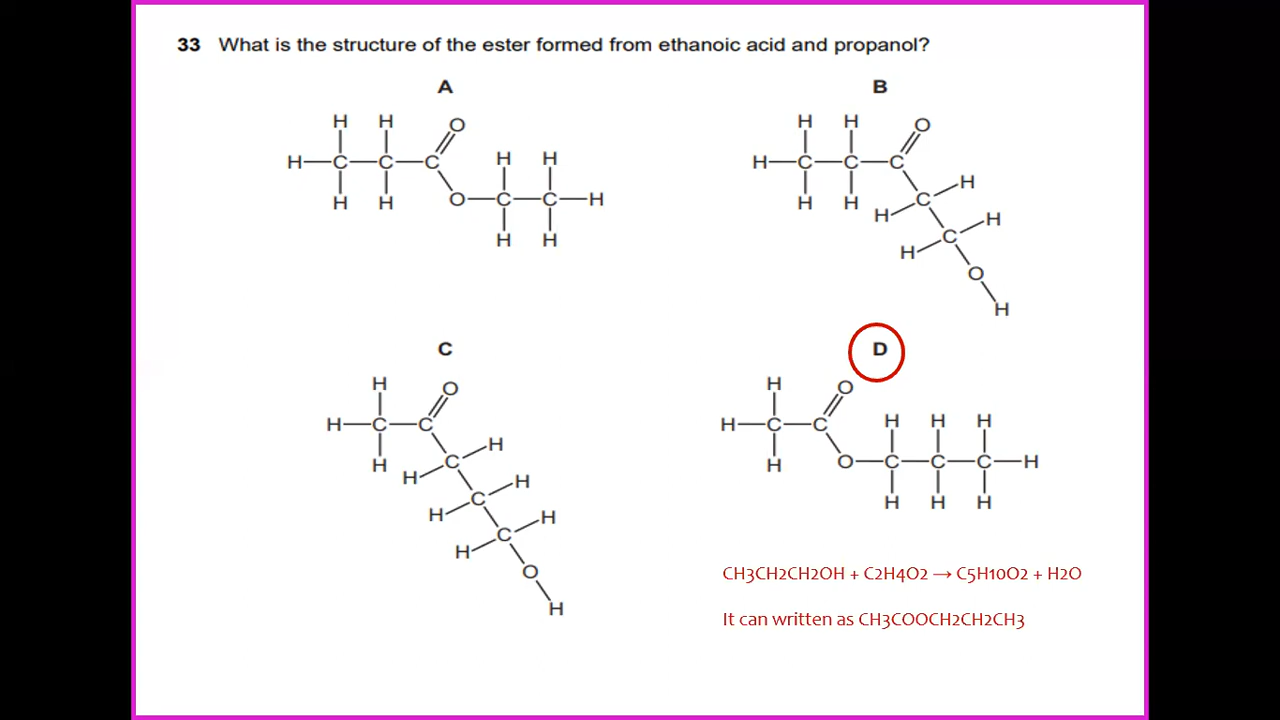 33 What is the structure of the ester formed from ethanoic acid and propanol?
A B
H H O H H O
H C C C H H H C C C H
H H O C C H H H H C
H H H C H
H H
O
H
C D
H O H O
H C C H C C H H H
H H C H H O C C C H
H C H H H H
H C H
H O
H
CH3CH2CH2OH + C2H4O2 → C5H10O2 + H2O
It can written as CH3COOCH2CH2CH3